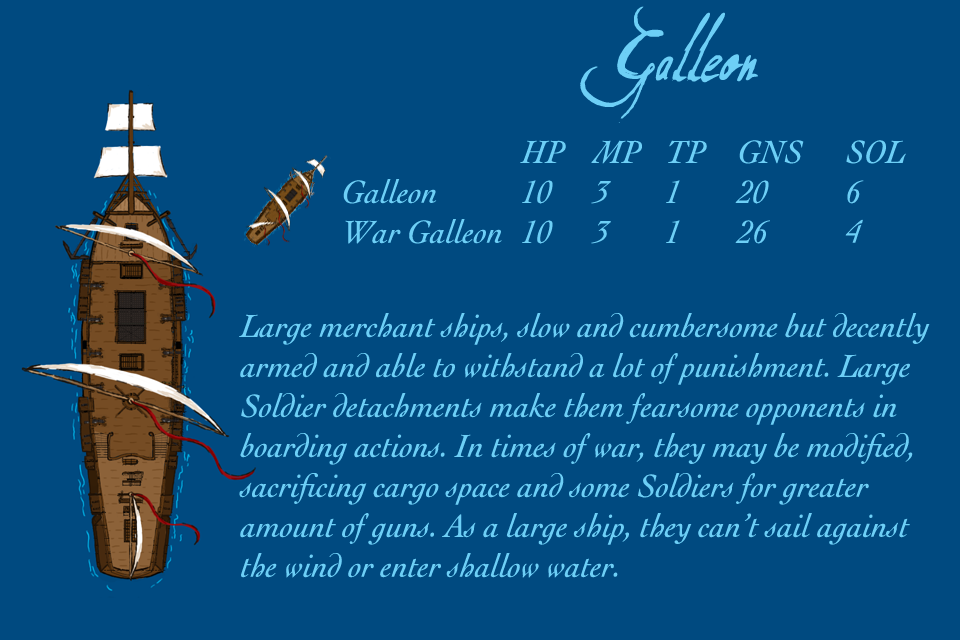 Galleon
HP MP TP GNS SOL
Galleon 10 3 1 20 6
War Galleon 10 3 1 26 4
Large merchant ships, slow and cumbersome but decently
armed and able to withstand a lot of punishment. Large
Soldier detachments make them fearsome opponents in
boarding actions. In times of war, they may be modified,
sacrificing cargo space and some Soldiers for greater
amount of guns. As a large ship, they can't sail against
the wind or enter shallow water.